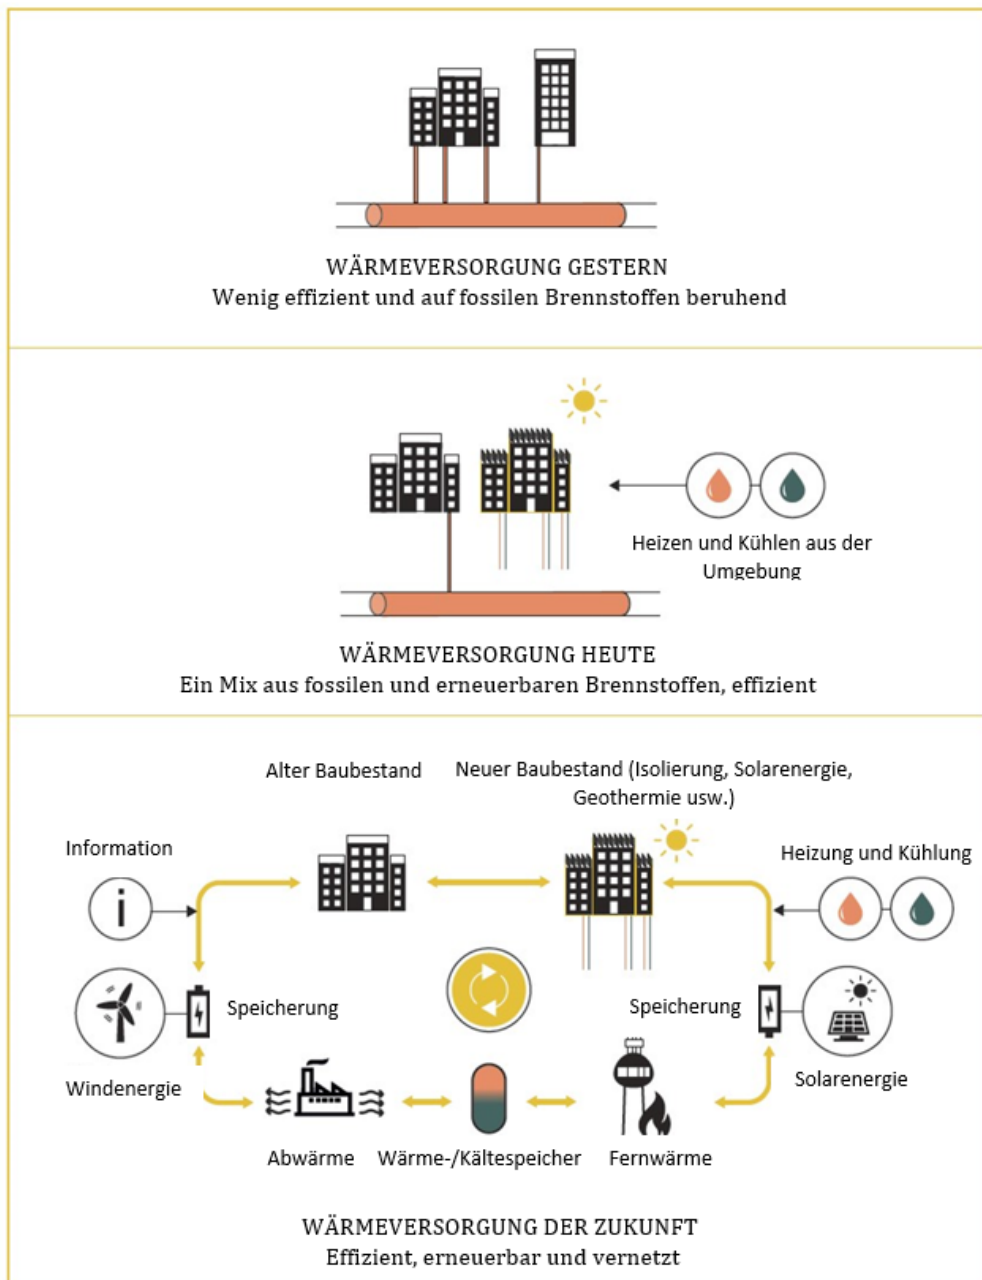 WÄRMEVERSORGUNG GESTERN
Wenig effizient und auf fossilen Brennstoffen beruhend
Heizen und Kühlen aus der
Umgebung
WÄRMEVERSORGUNG HEUTE
Ein Mix aus fossilen und erneuerbaren Brennstoffen, effizient
Alter Baubestand
Neuer Baubestand (Isolierung, Solarenergie,
Geothermie usw.)
Information
i
Heizung und Kühlung
Speicherung
Speicherung
Windenergie
Solarenergie
Abwärme
Wärme-/Kältespeicher
Fernwärme
WÄRMEVERSORGUNG DER ZUKUNFT
Effizient, erneuerbar und vernetzt